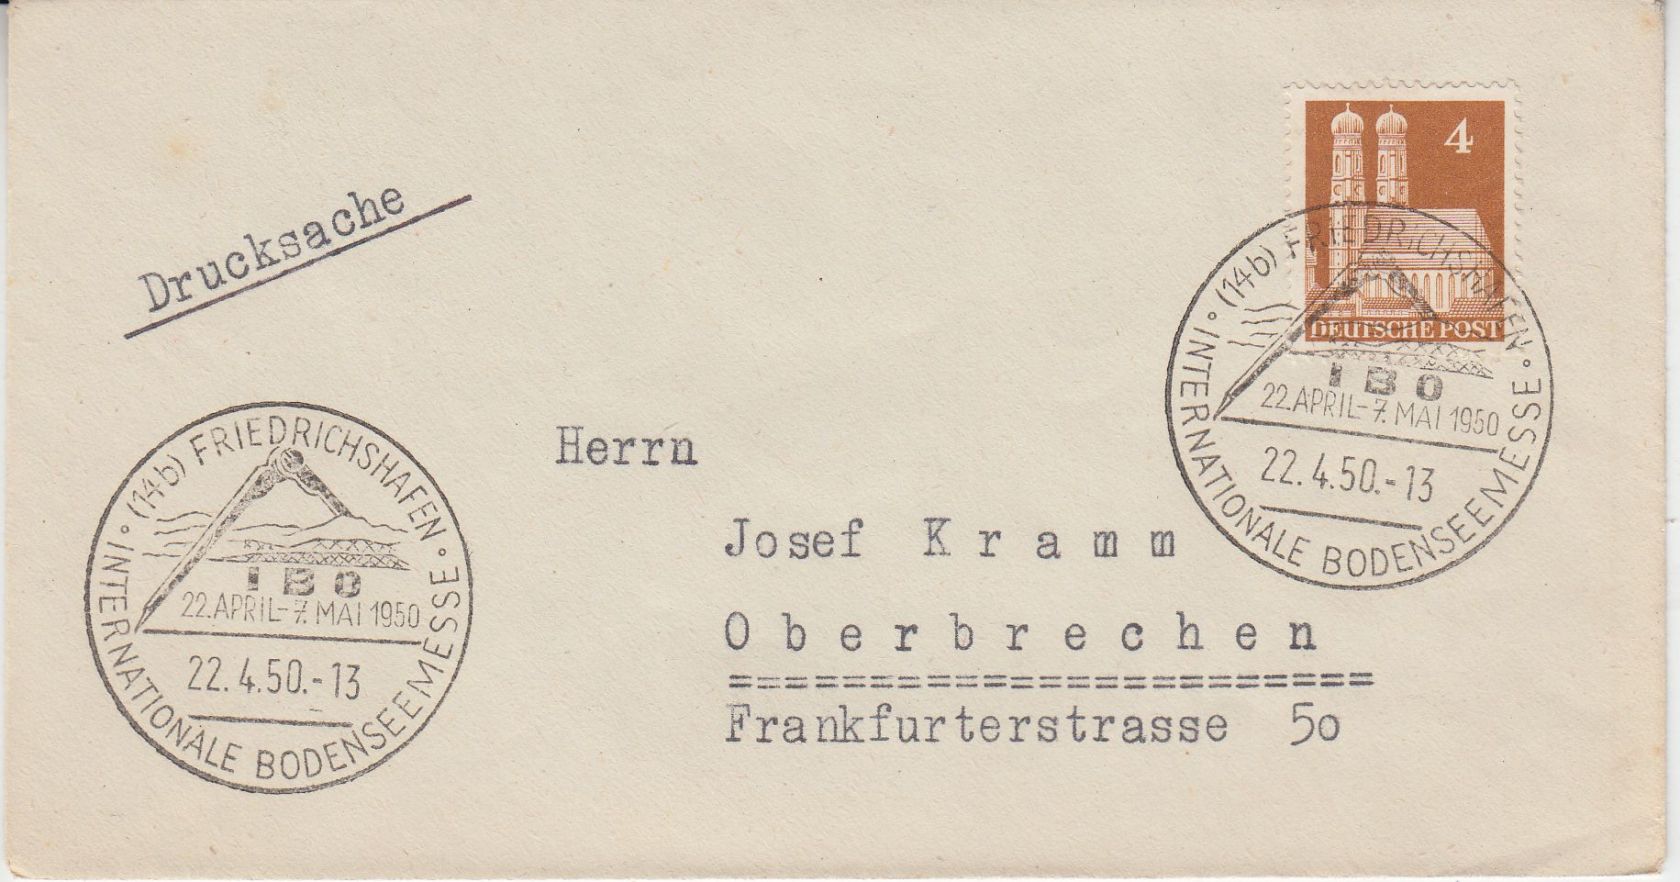 Drucksache
4
DEUTSCHE POST
(14b) FRIEDRICHSHAFEN
IBO
22. APRIL - 7. MAI 1950
22.4.50.-13
INTERNATIONALE BODENSEEMESSE
Herrn
Josef Kramm
Oberbrechen
=======================
Frankfurterstrasse 50
(14b) FRIEDRICHSHAFEN
IBO
22. APRIL - 7. MAI 1950
22.4.50.-13
INTERNATIONALE BODENSEEMESSE